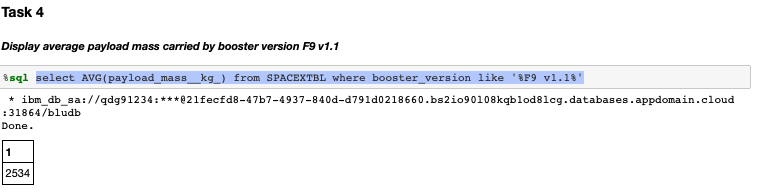 Task 4
Display average payload mass carried by booster version F9 v1.1
%sql select AVG(payload_mass__kg_) from SPACEXTBL where booster_version like '%F9 v1.1%'
* ibm_db_sa://qdg91234:***@21fecfd8-47b7-4937-840d-d791d0218660.bs2io90l08kqb1od8lcg.databases.appdomain.cloud
:31864/bludb
Done.
1
2534